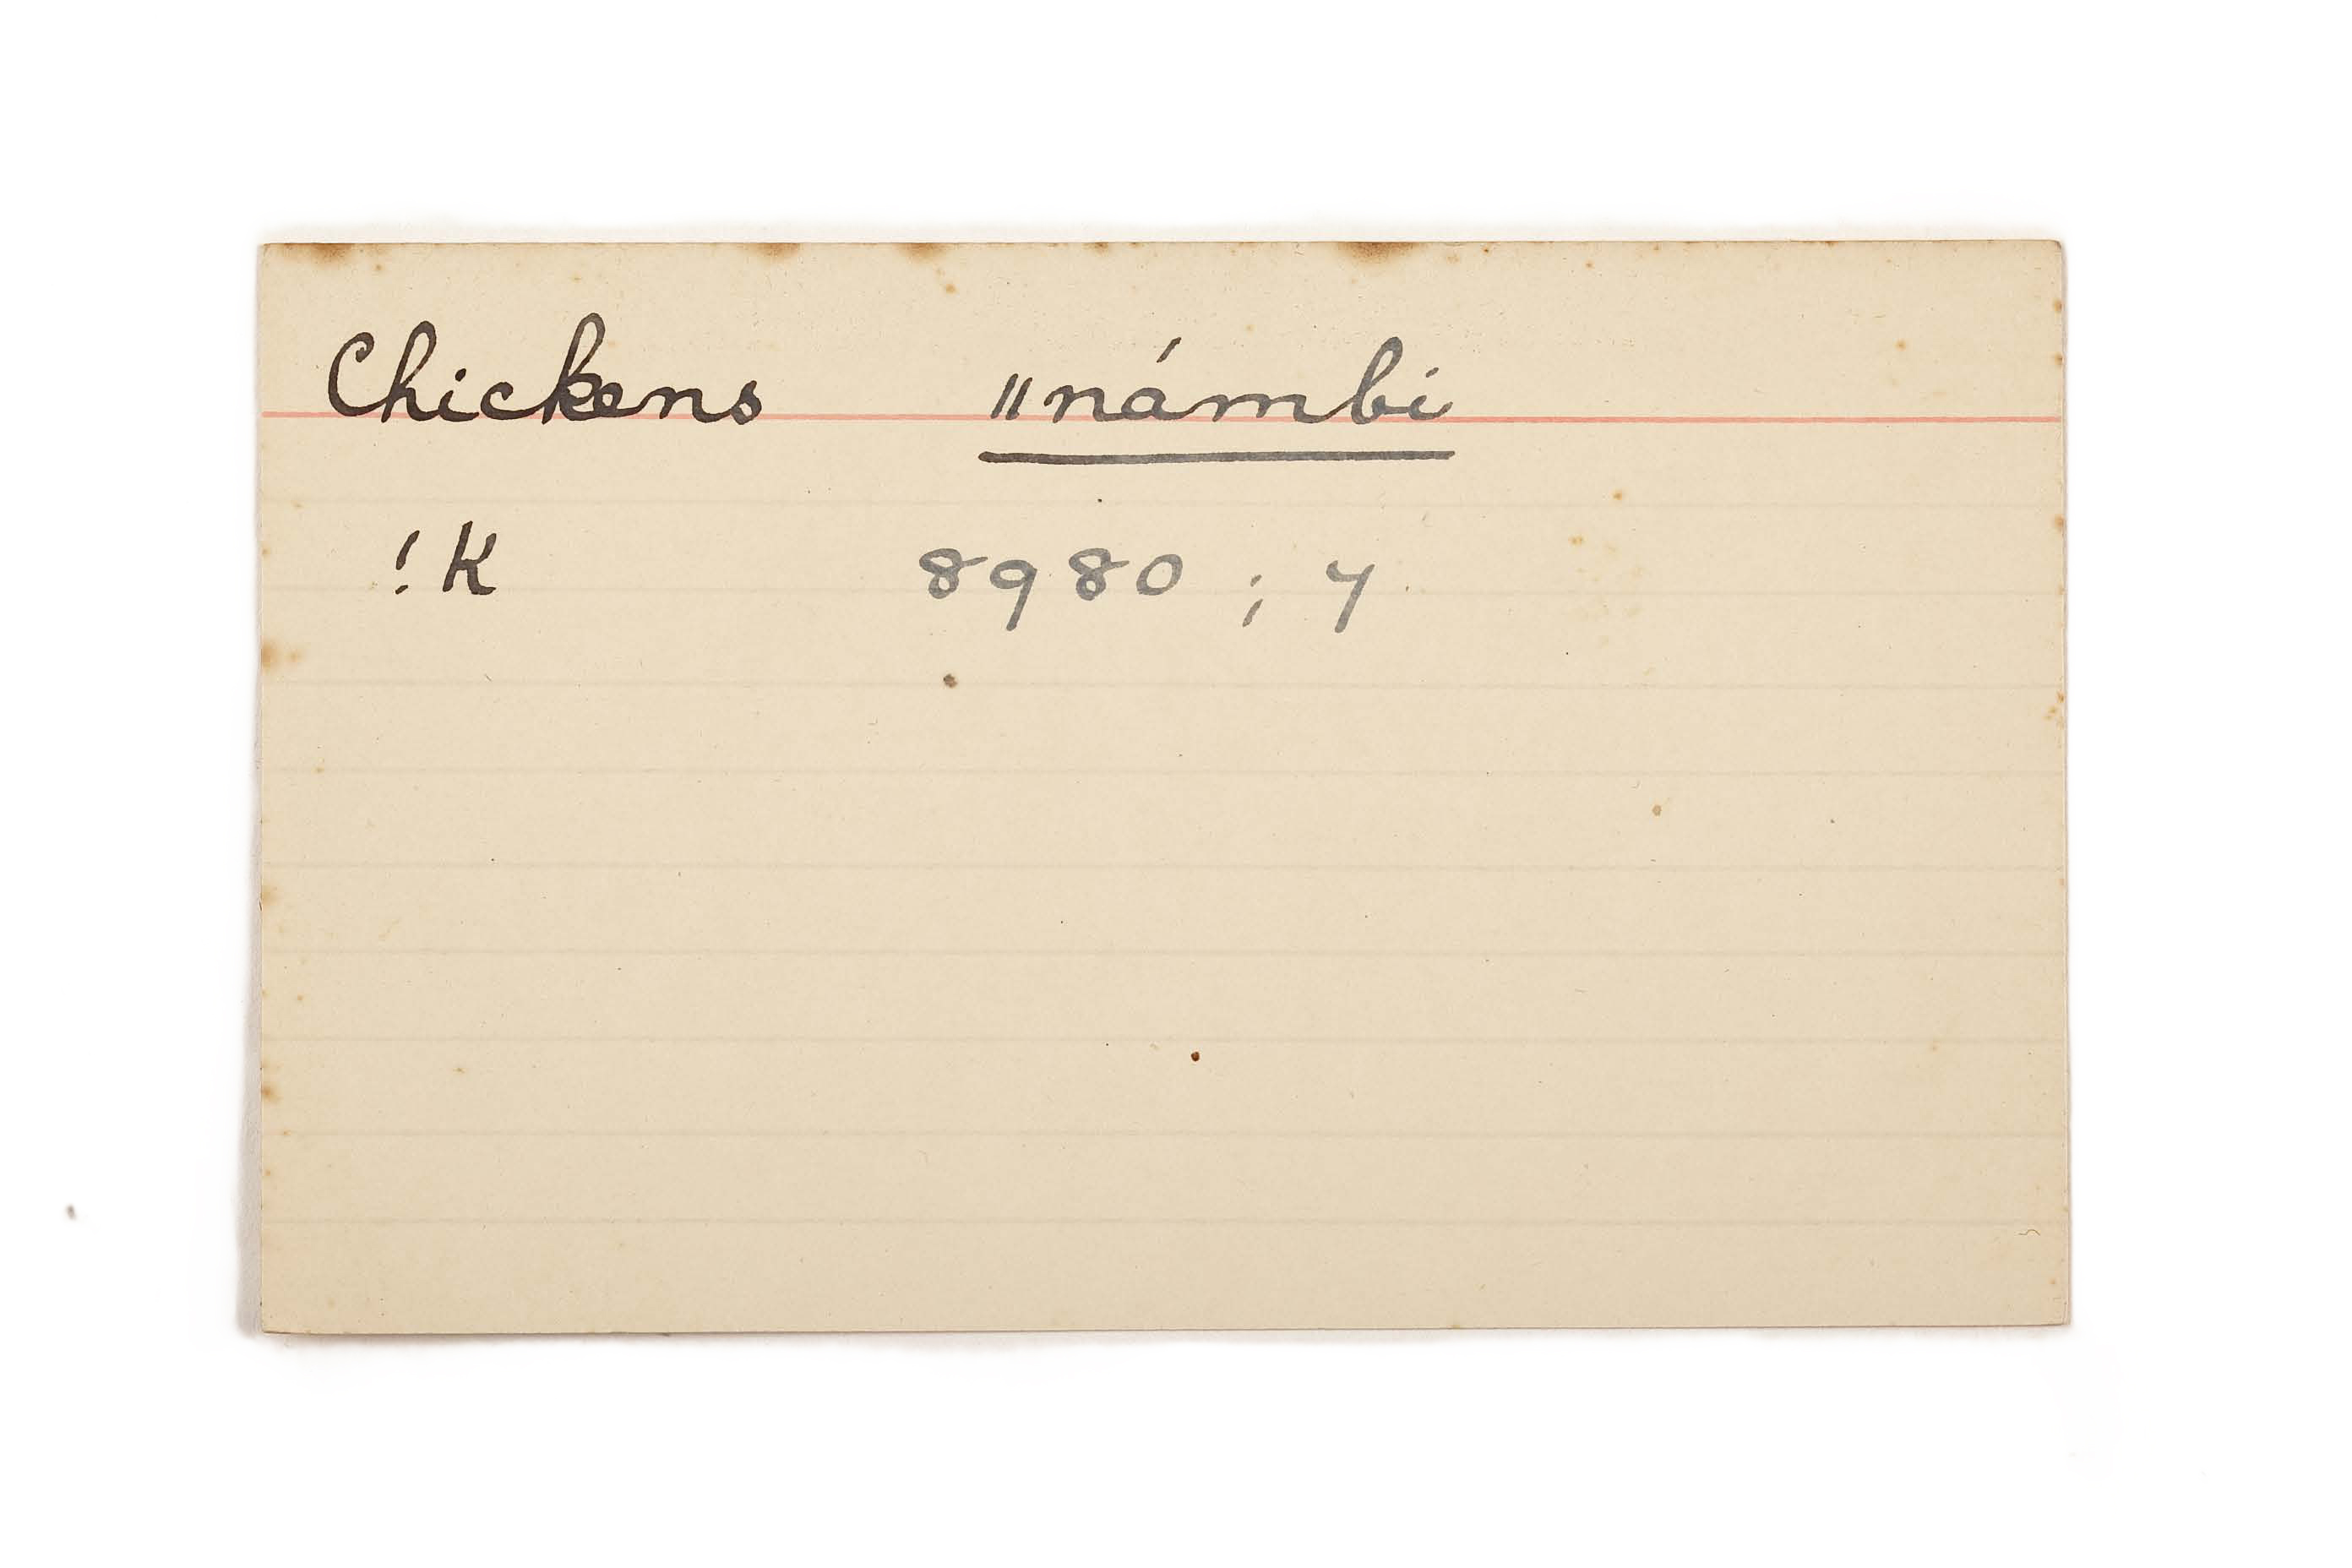 Chickens ǁnámbi
!K 8980 ; 7